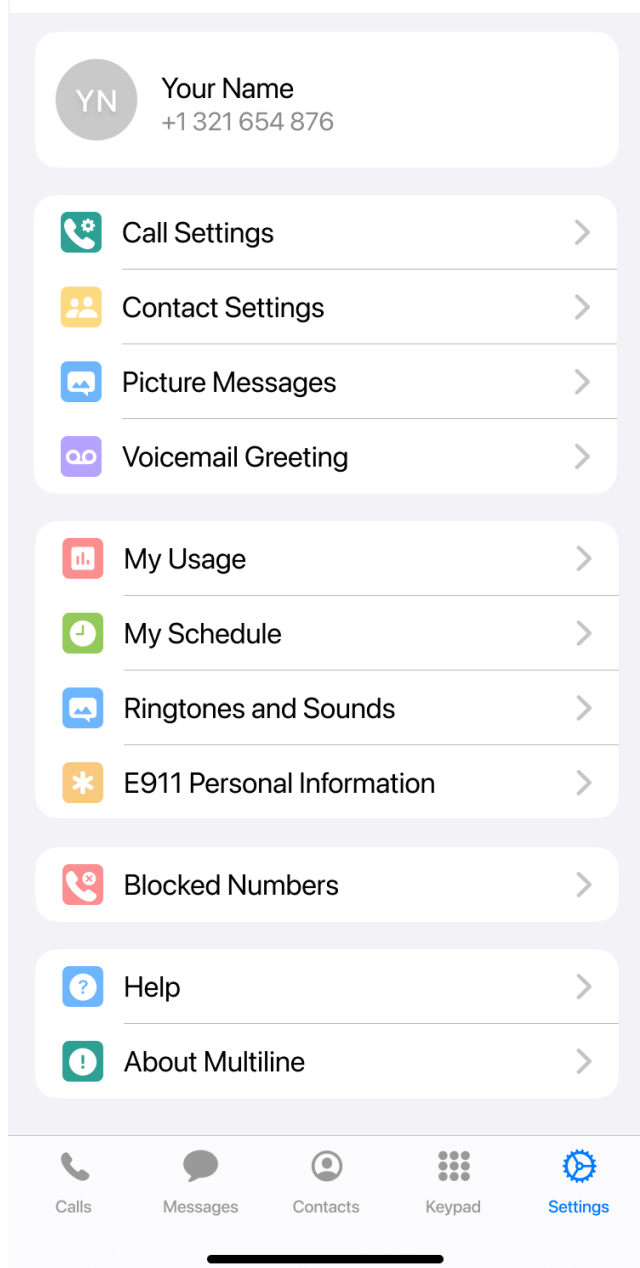 YN
Your Name
+1 321 654 876
Call Settings
Contact Settings
Picture Messages
Voicemail Greeting
My Usage
My Schedule
Ringtones and Sounds
E911 Personal Information
Blocked Numbers
? Help
! About Multiline
Calls Messages Contacts Keypad Settings